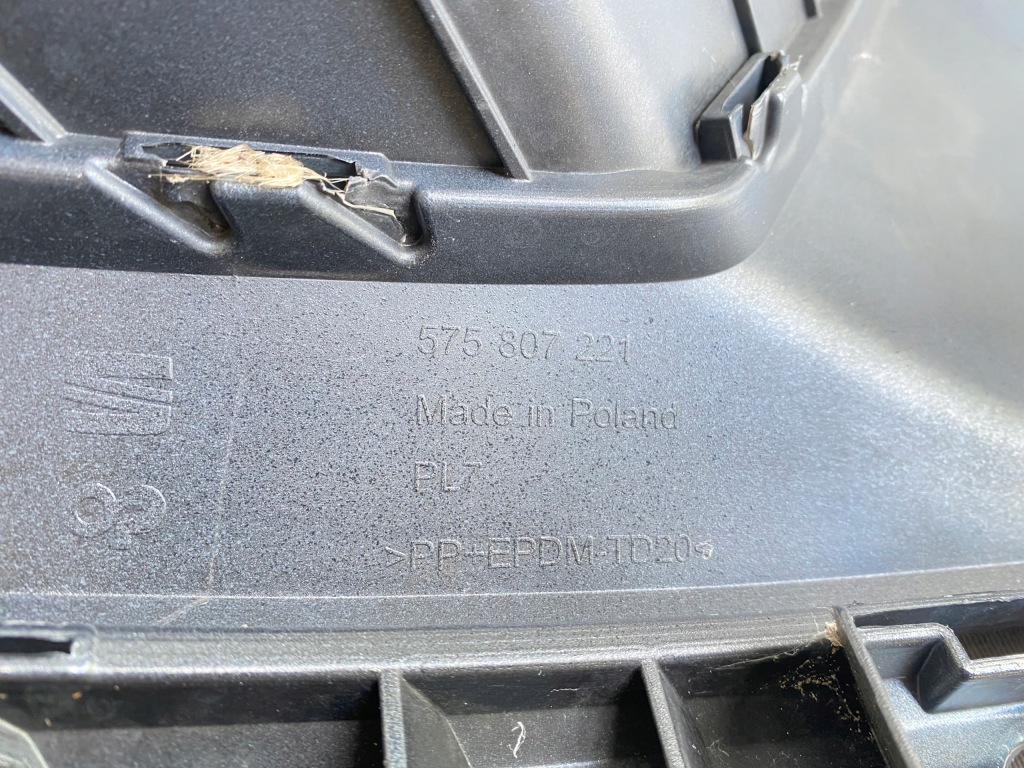 575 807 221
Made in Poland
PL7
>PP+EPDM-TD20<